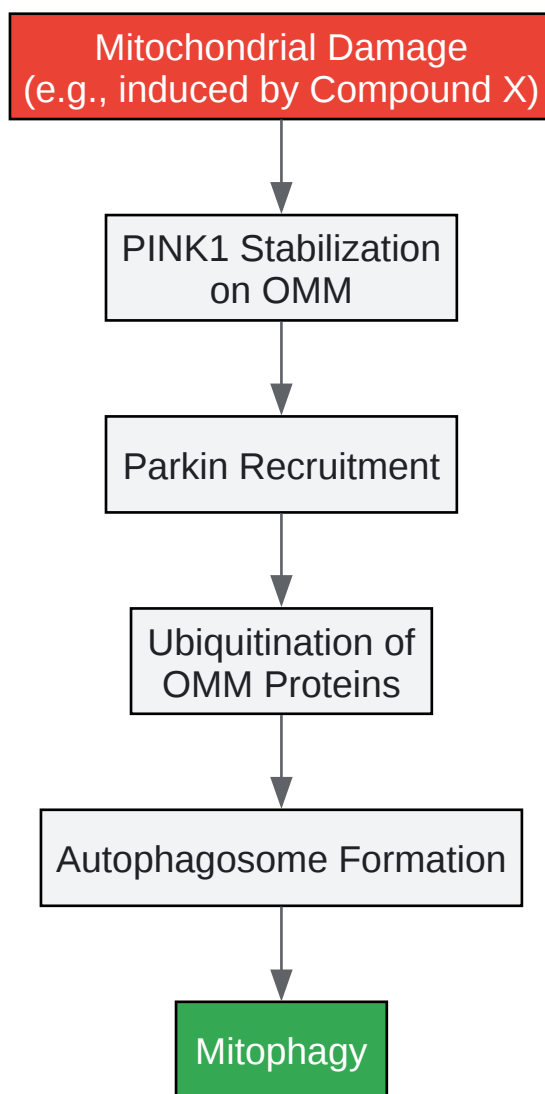 Mitochondrial Damage
(e.g., induced by Compound X)
PINK1 Stabilization
on OMM
Parkin Recruitment
Ubiquitination of
OMM Proteins
Autophagosome Formation
Mitophagy